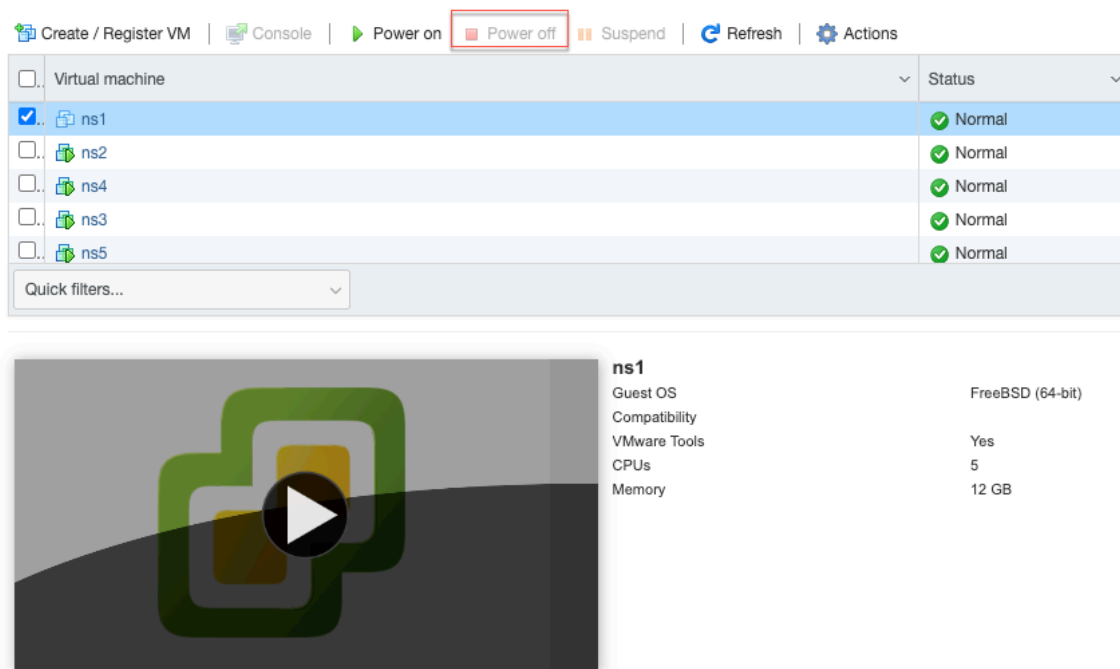 Create / Register VM Console Power on Power off Suspend Refresh Actions
Virtual machine Status
ns1 Normal
ns2 Normal
ns4 Normal
ns3 Normal
ns5 Normal
Quick filters...
ns1
Guest OS FreeBSD (64-bit)
Compatibility
VMware Tools Yes
CPUs 5
Memory 12 GB